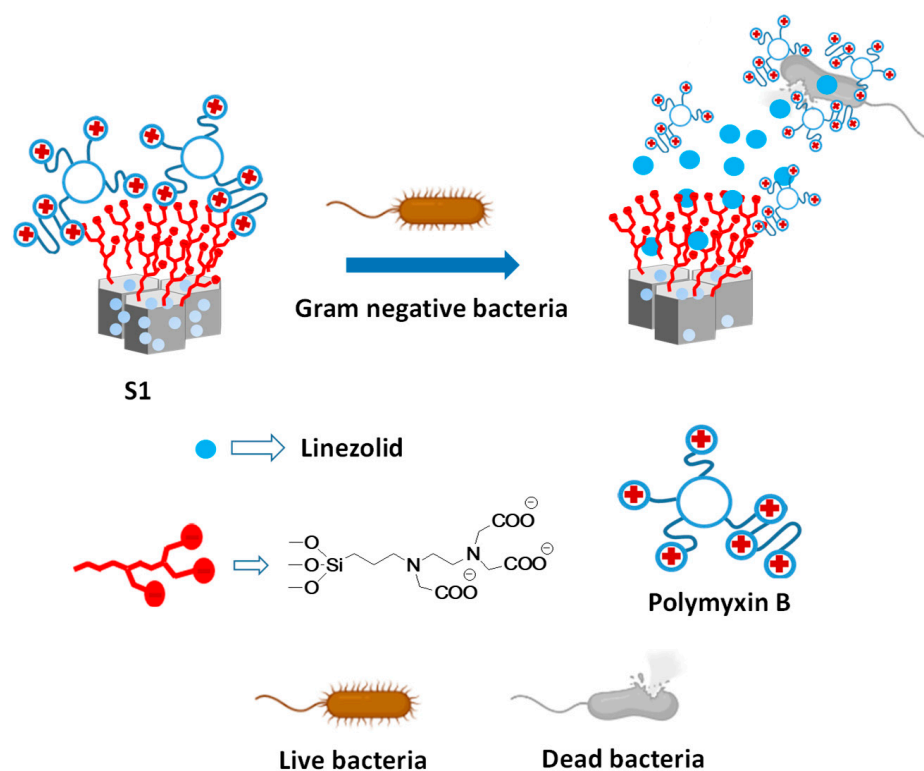 Gram negative bacteria
S1
Linezolid
—O
—O—Si
—O
N
COO⊖
N
COO⊖
COO⊖
Polymyxin B
Live bacteria
Dead bacteria